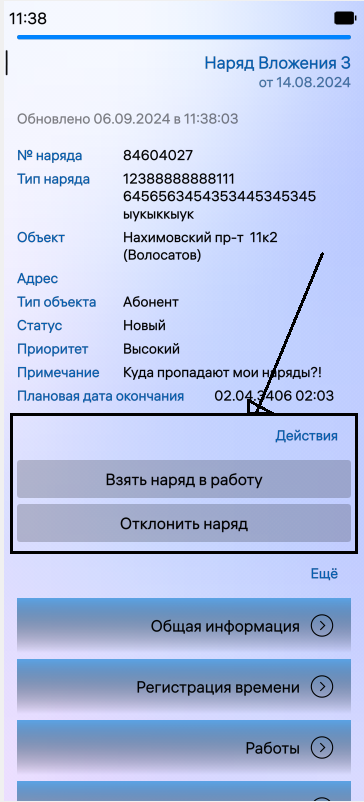 11:38
Наряд Вложения 3
от 14.08.2024
Обновлено 06.09.2024 в 11:38:03
№ наряда 84604027
Тип наряда 12388888888111
6456563454353445345345
ыукыккыук
Объект Нахимовский пр-т 11к2
(Волосатов)
Адрес
Тип объекта Абонент
Статус Новый
Приоритет Высокий
Примечание Куда пропадают мои наряды?!
Плановая дата окончания 02.04.3406 02:03
Действия
Взять наряд в работу
Отклонить наряд
Ещё
Общая информация
Регистрация времени
Работы